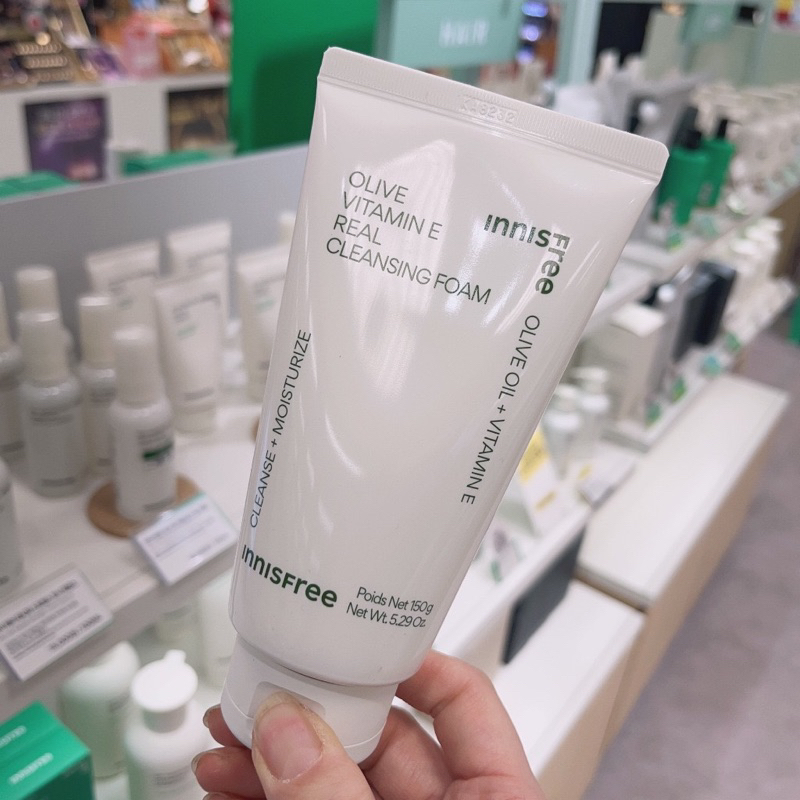 OLIVE
VITAMIN E
REAL
CLEANSING FOAM
innisfree
OLIVE OIL + VITAMIN E
CLEANSE + MOISTURIZE
innisfree
Poids Net 150g
Net Wt. 5.29 Oz.